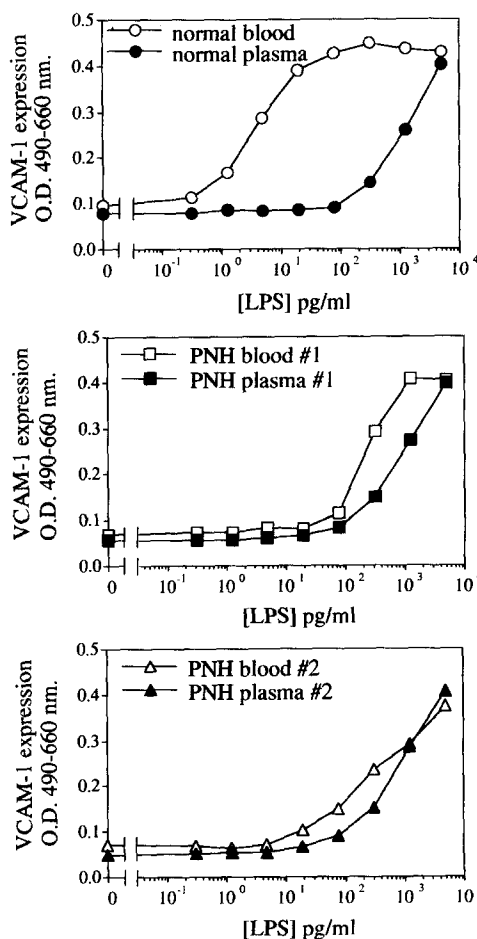 normal blood
normal plasma
VCAM-1 expression
O.D. 490-660 nm.
0.4
0.3
0.2
0.1
0.0
0 10⁻¹ 10⁰ 10¹ 10² 10³ 10⁴
[LPS] pg/ml
PNH blood #1
PNH plasma #1
VCAM-1 expression
O.D. 490-660 nm.
0.5
0.4
0.3
0.2
0.1
0.0
0 10⁻¹ 10⁰ 10¹ 10² 10³ 10
[LPS] pg/ml
PNH blood #2
PNH plasma #2
VCAM-1 expression
O.D. 490-660 nm.
0.5
0.4
0.3
0.2
0.1
0.0
0 10⁻¹ 10⁰ 10¹ 10² 10³ 10
[LPS] pg/ml